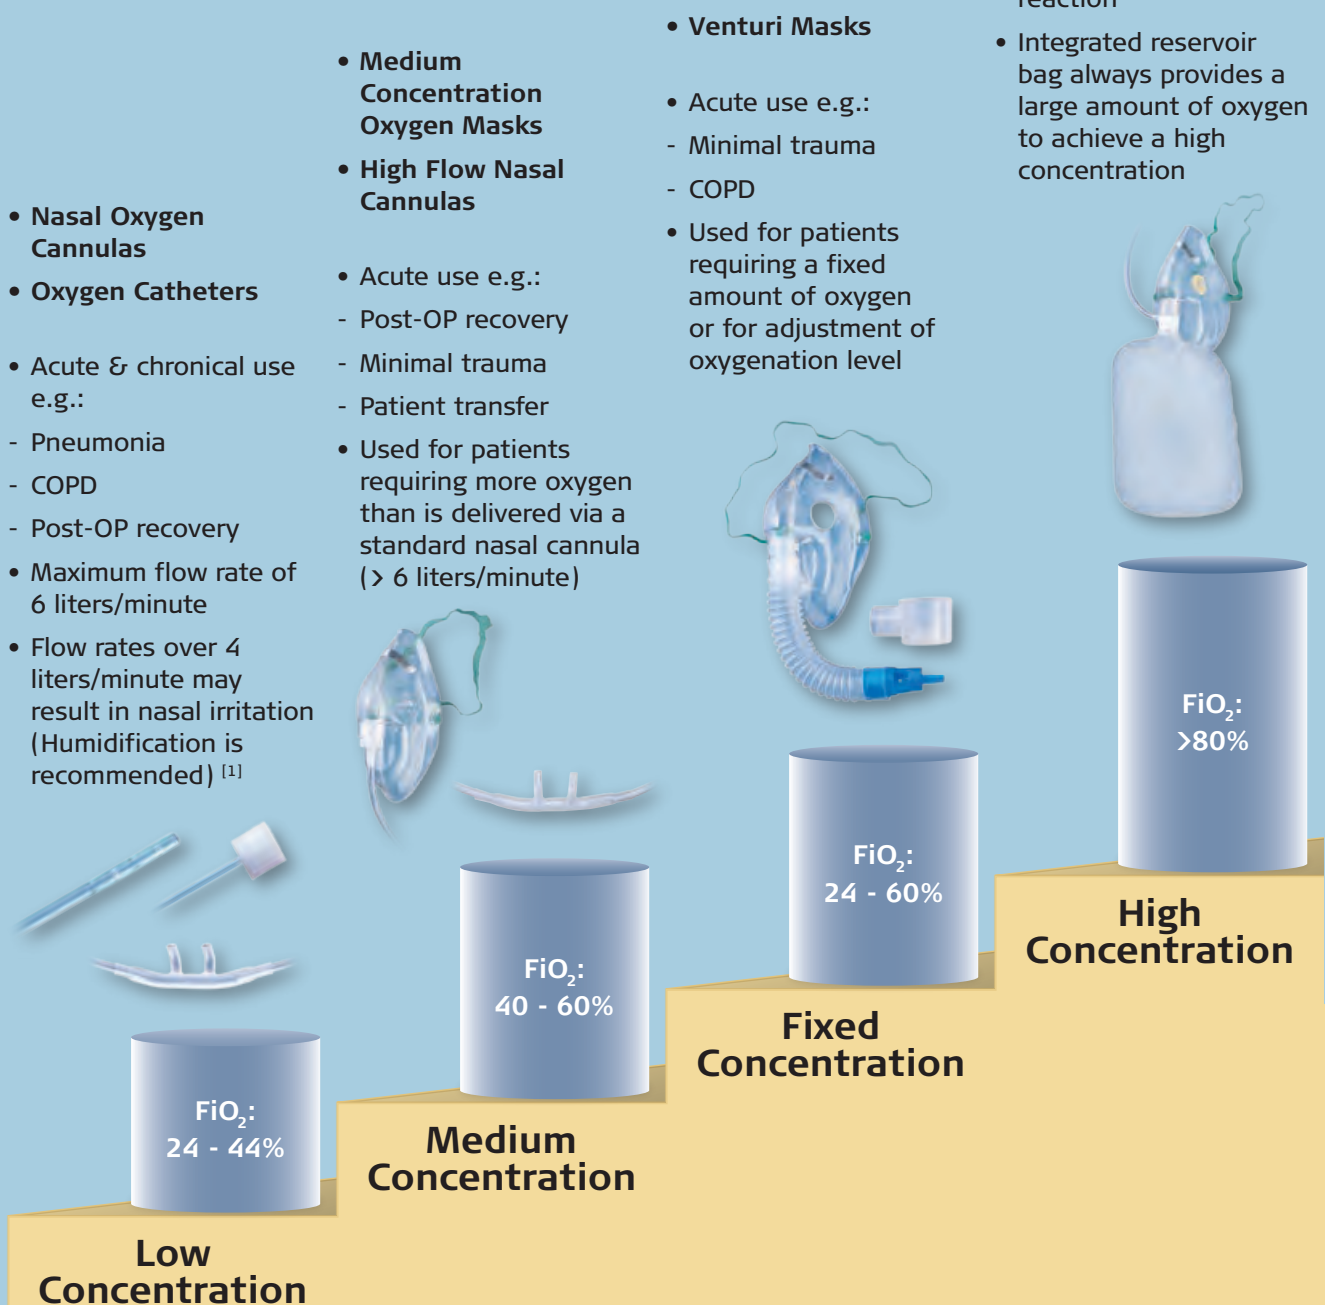 • Nasal Oxygen
Cannulas
• Oxygen Catheters
• Acute & chronical use
e.g.:
- Pneumonia
- COPD
- Post-OP recovery
• Maximum flow rate of
6 liters/minute
• Flow rates over 4
liters/minute may
result in nasal irritation
(Humidification is
recommended) [1]
FiO2:
24 - 44%
Low
Concentration
• Medium
Concentration
Oxygen Masks
• High Flow Nasal
Cannulas
• Acute use e.g.:
- Post-OP recovery
- Minimal trauma
- Patient transfer
• Used for patients
requiring more oxygen
than is delivered via a
standard nasal cannula
(> 6 liters/minute)
FiO2:
40 - 60%
Medium
Concentration
• Venturi Masks
• Acute use e.g.:
- Minimal trauma
- COPD
• Used for patients
requiring a fixed
amount of oxygen
or for adjustment of
oxygenation level
FiO2:
24 - 60%
Fixed
Concentration
reaction
• Integrated reservoir
bag always provides a
large amount of oxygen
to achieve a high
concentration
FiO2:
>80%
High
Concentration